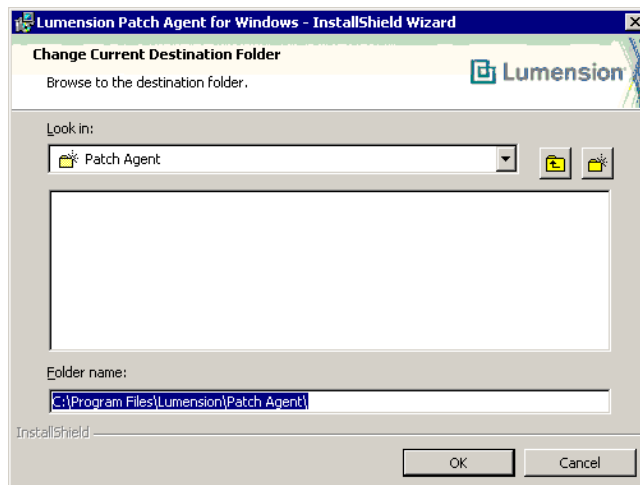 Lumension Patch Agent for Windows - InstallShield Wizard
Change Current Destination Folder
Browse to the destination folder.
Lumension
Look in:
Patch Agent
Folder name:
C:\Program Files\Lumension\Patch Agent\
InstallShield
OK
Cancel